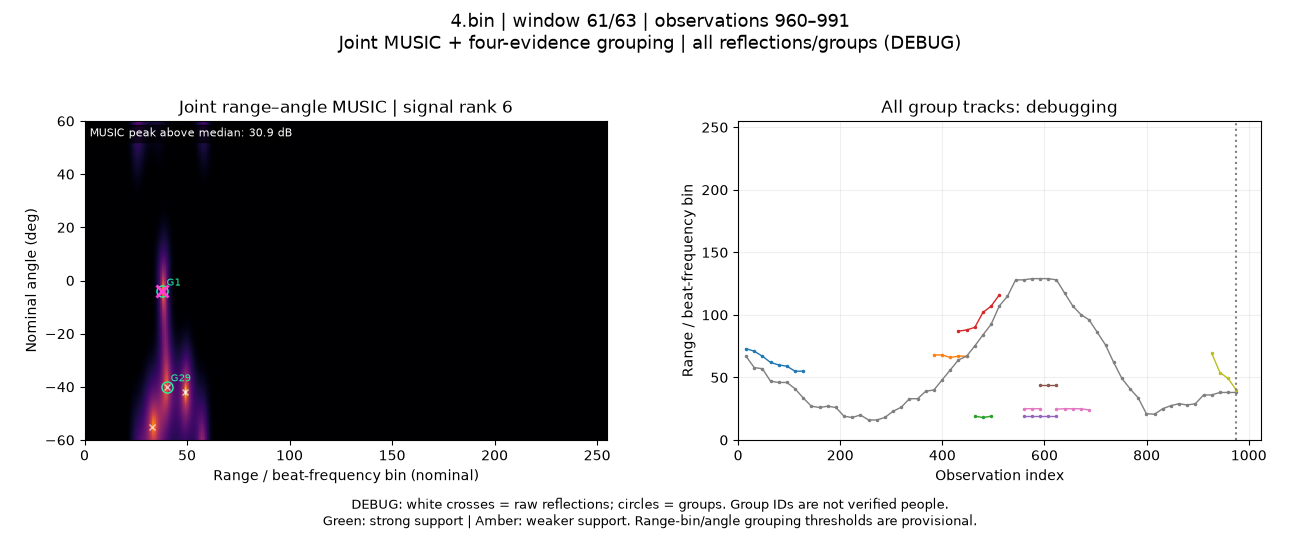 4.bin | window 61/63 | observations 960–991
Joint MUSIC + four-evidence grouping | all reflections/groups (DEBUG)
Joint range–angle MUSIC | signal rank 6
MUSIC peak above median: 30.9 dB
60
40
20
0
−20
−40
−60
Nominal angle (deg)
G1
G29
0
50
100
150
200
250
Range / beat-frequency bin (nominal)
All group tracks: debugging
250
200
150
100
50
0
Range / beat-frequency bin
0
200
400
600
800
1000
Observation index
DEBUG: white crosses = raw reflections; circles = groups. Group IDs are not verified people.
Green: strong support | Amber: weaker support. Range-bin/angle grouping thresholds are provisional.